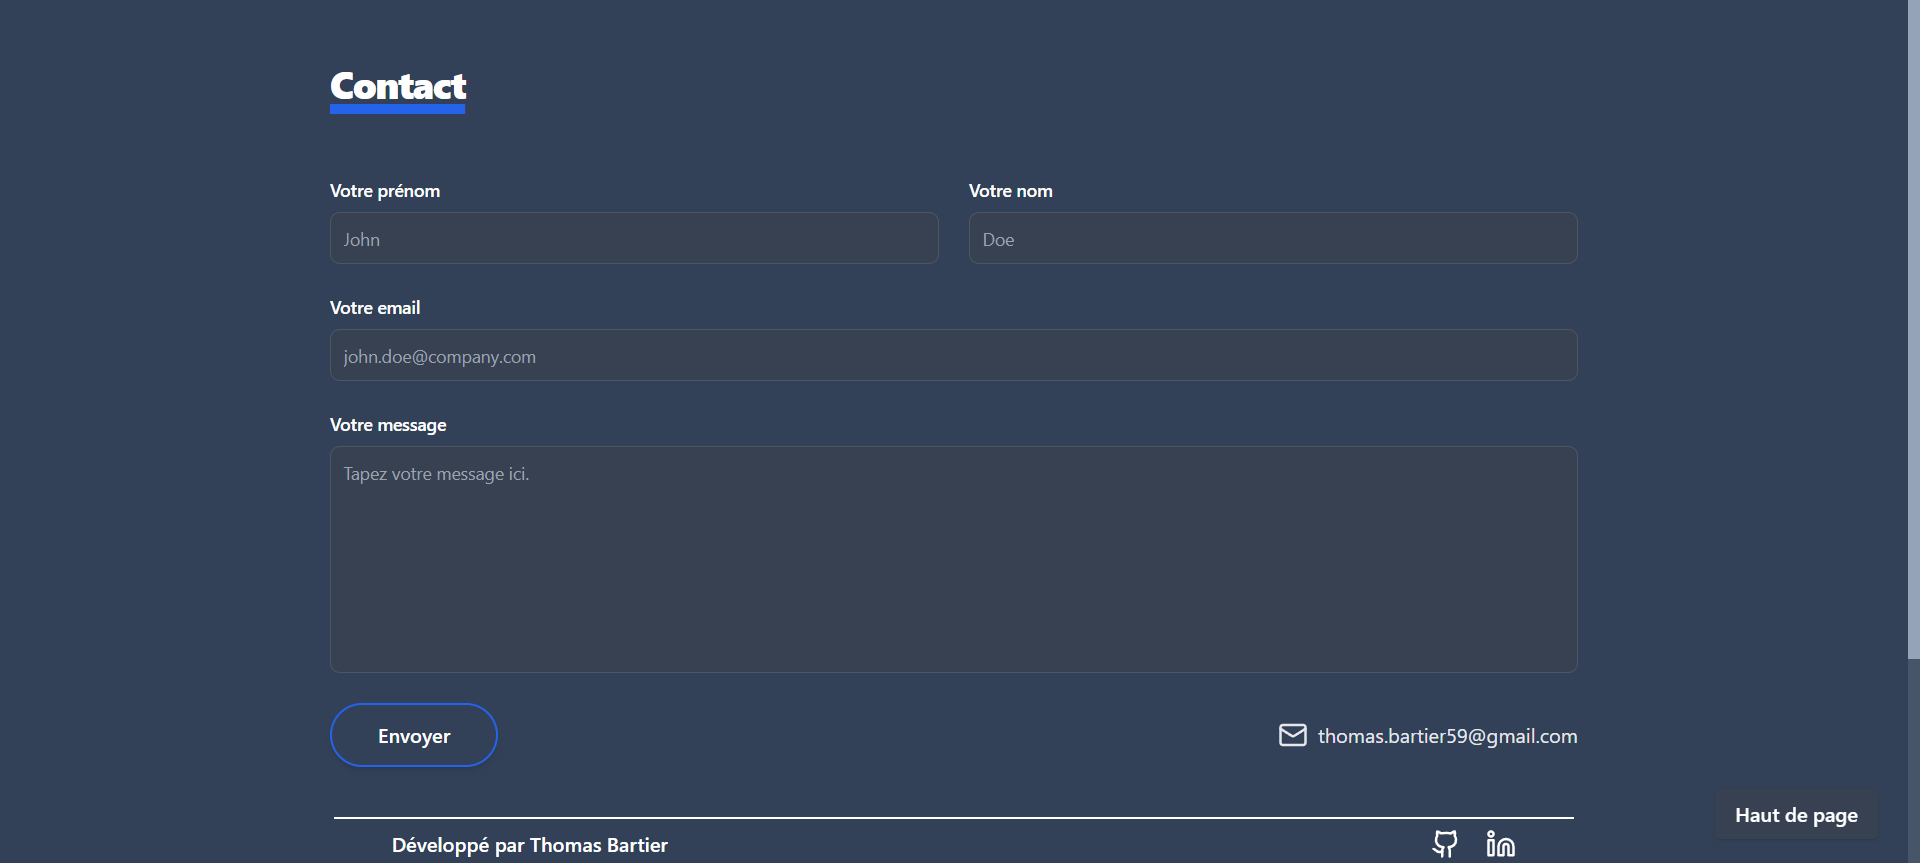 Contact
Votre prénom
Votre nom
John
Doe
Votre email
john.doe@company.com
Votre message
Tapez votre message ici.
Envoyer
thomas.bartier59@gmail.com
Haut de page
Développé par Thomas Bartier